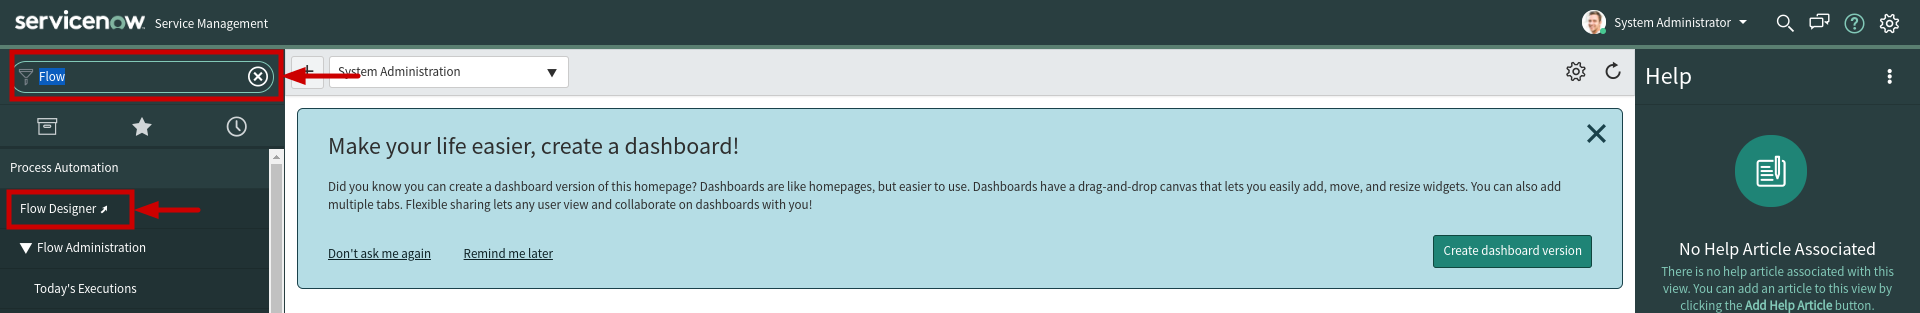 servicenow Service Management
System Administrator
Flow
System Administration
Help
Process Automation
Flow Designer
Flow Administration
Today's Executions
Make your life easier, create a dashboard!
Did you know you can create a dashboard version of this homepage? Dashboards are like homepages, but easier to use. Dashboards have a drag-and-drop canvas that lets you easily add, move, and resize widgets. You can also add
multiple tabs. Flexible sharing lets any user view and collaborate on dashboards with you!
Don't ask me again
Remind me later
Create dashboard version
No Help Article Associated
There is no help article associated with this
view. You can add an article to this view by
clicking the Add Help Article button.